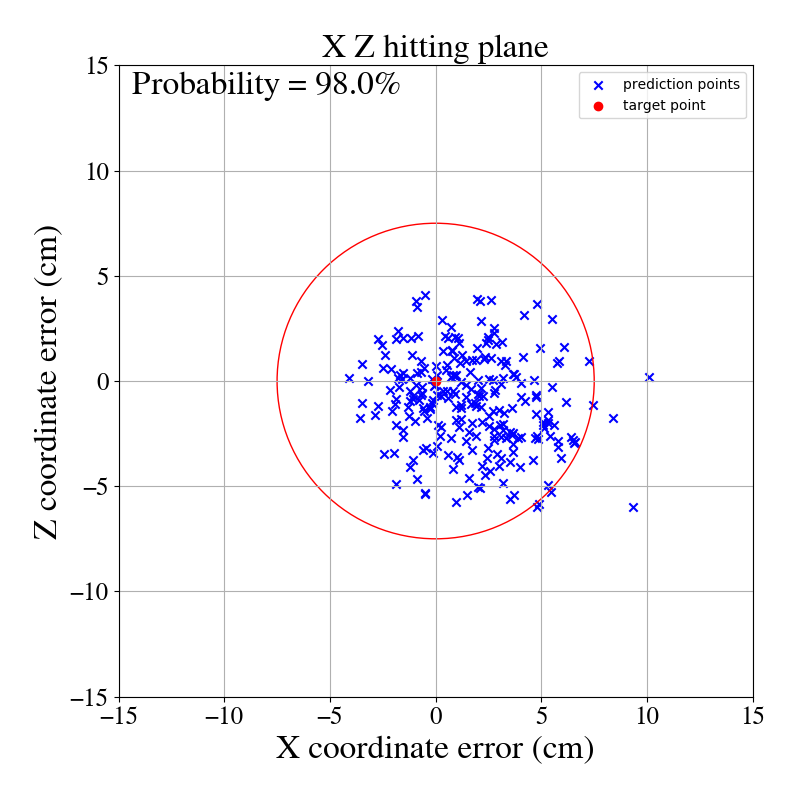 X Z hitting plane
Probability = 98.0%
prediction points
target point
Z coordinate error (cm)
15
10
5
0
−5
−10
−15
−15 −10 −5 0 5 10 15
X coordinate error (cm)